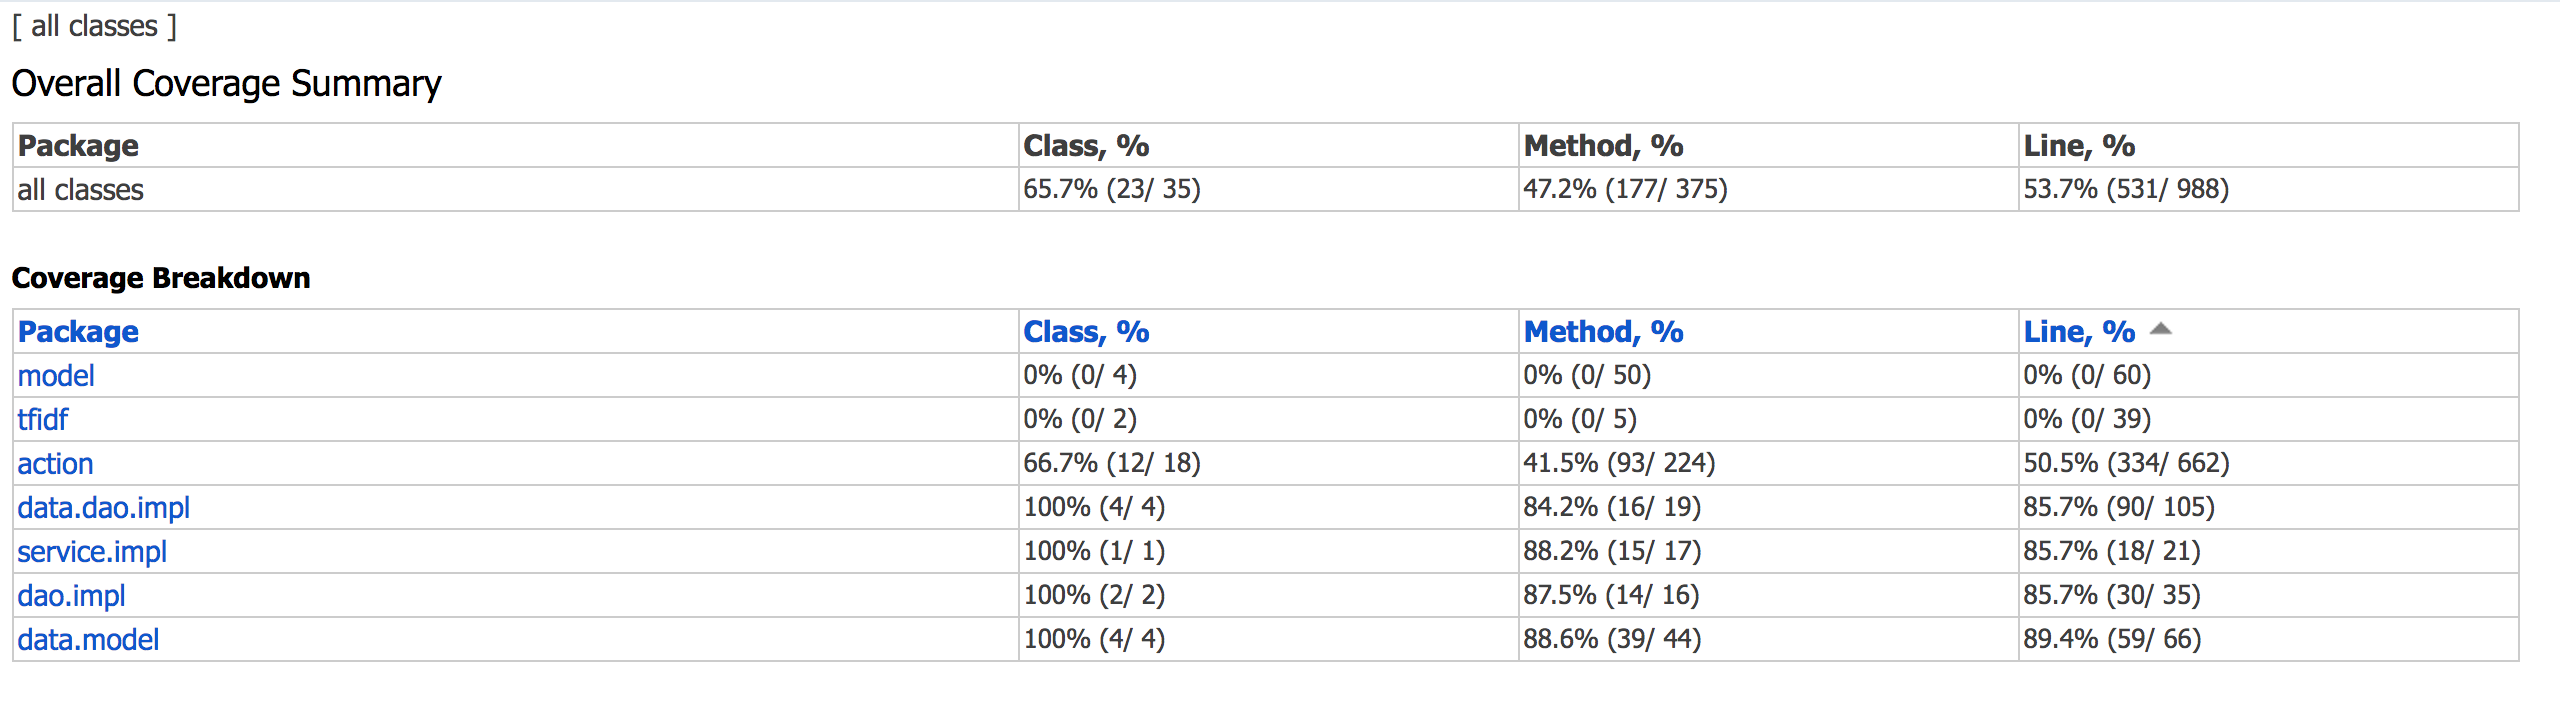 [ all classes ]
Overall Coverage Summary
Package Class, % Method, % Line, %
all classes 65.7% (23/ 35) 47.2% (177/ 375) 53.7% (531/ 988)
Coverage Breakdown
Package Class, % Method, % Line, %
model 0% (0/ 4) 0% (0/ 50) 0% (0/ 60)
tfidf 0% (0/ 2) 0% (0/ 5) 0% (0/ 39)
action 66.7% (12/ 18) 41.5% (93/ 224) 50.5% (334/ 662)
data.dao.impl 100% (4/ 4) 84.2% (16/ 19) 85.7% (90/ 105)
service.impl 100% (1/ 1) 88.2% (15/ 17) 85.7% (18/ 21)
dao.impl 100% (2/ 2) 87.5% (14/ 16) 85.7% (30/ 35)
data.model 100% (4/ 4) 88.6% (39/ 44) 89.4% (59/ 66)